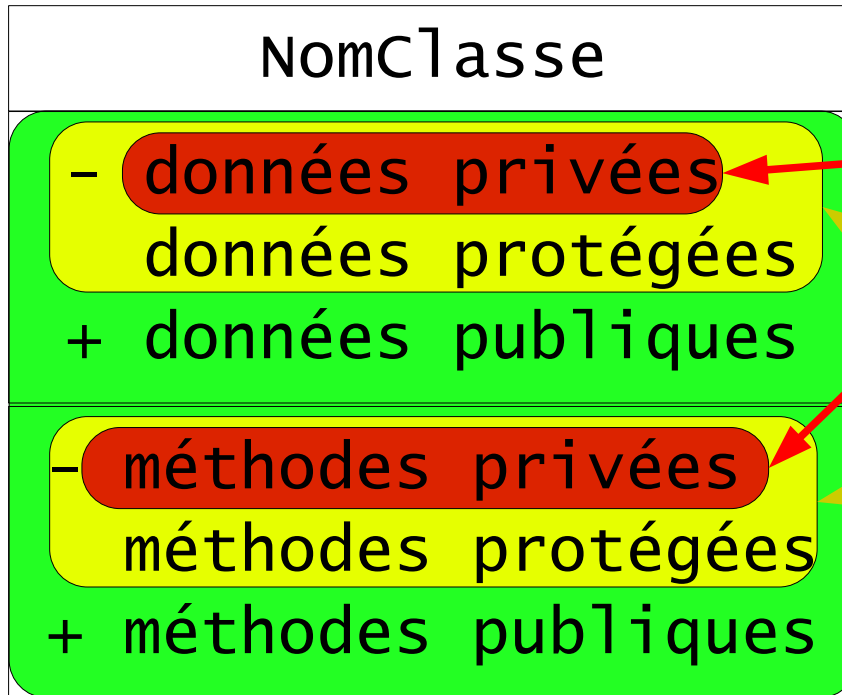 NomClasse
- données privées
données protégées
+ données publiques
- méthodes privées
méthodes protégées
+ méthodes publiques